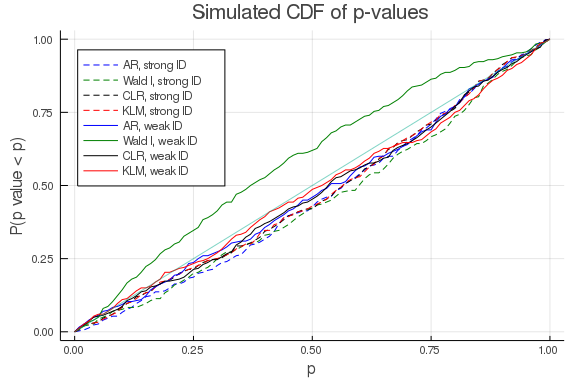 Simulated CDF of p-values
P(p value < p)
1.00
0.75
0.50
0.25
0.00
AR, strong ID
Wald I, strong ID
CLR, strong ID
KLM, strong ID
AR, weak ID
Wald I, weak ID
CLR, weak ID
KLM, weak ID
0.00 0.25 0.50 0.75 1.00
p